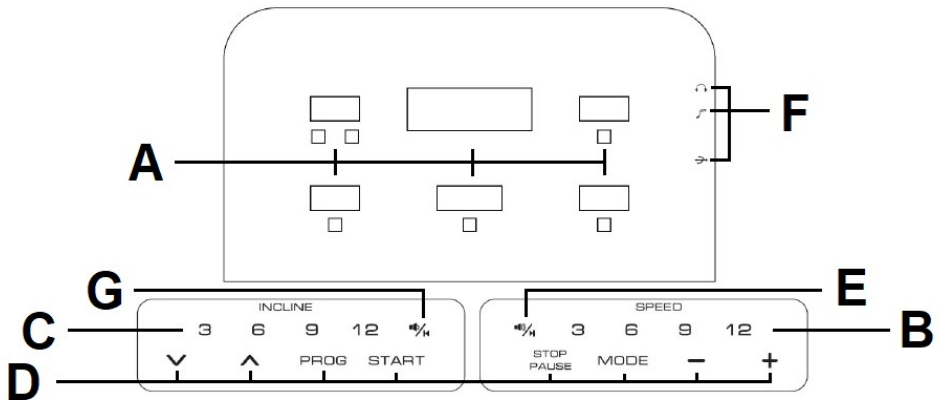 F
A
G
E
INCLINE
SPEED
C
3 6 9 12
3 6 9 12
B
PROG START
STOP
PAUSE
MODE − +
D